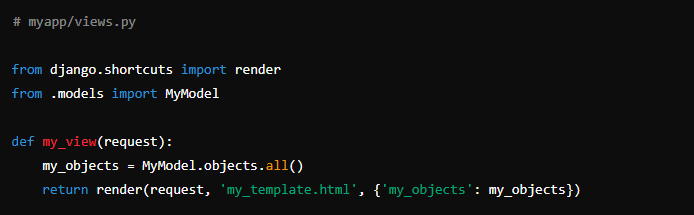 # myapp/views.py
from django.shortcuts import render
from .models import MyModel
def my_view(request):
    my_objects = MyModel.objects.all()
    return render(request, 'my_template.html', {'my_objects': my_objects})